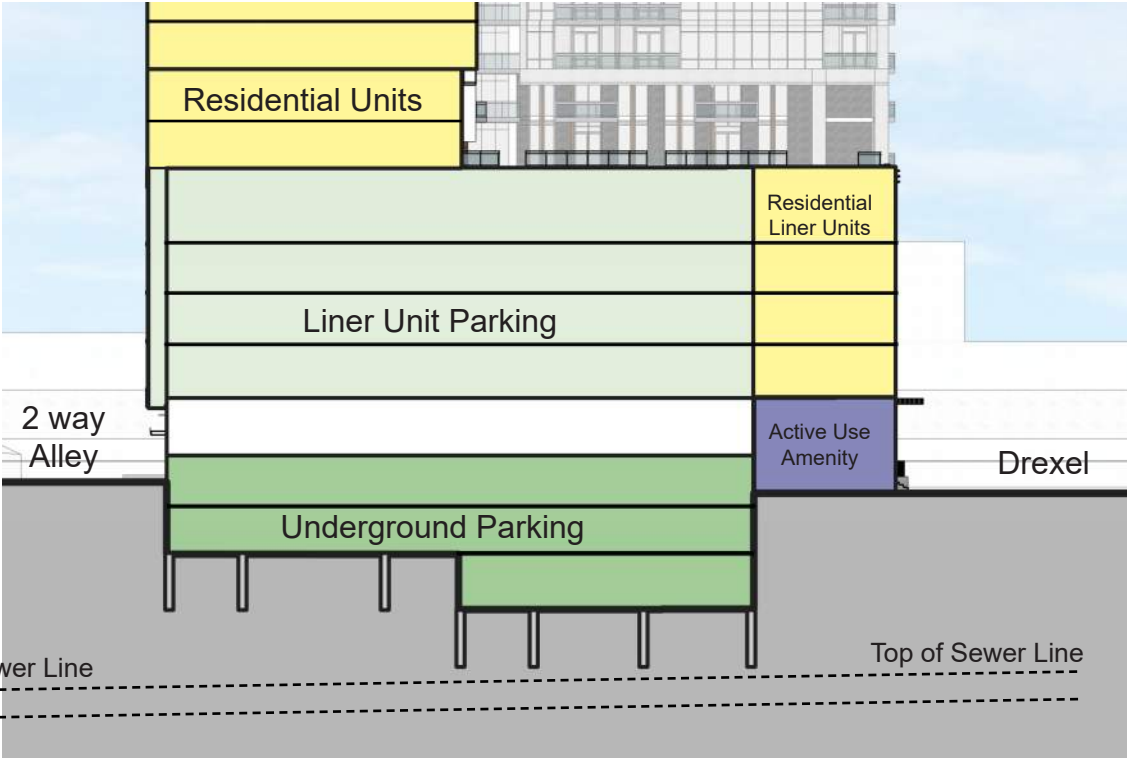 Residential Units
Residential
Liner Units
Liner Unit Parking
2 way
Alley
Active Use
Amenity
Drexel
Underground Parking
Top of Sewer Line
wer Line